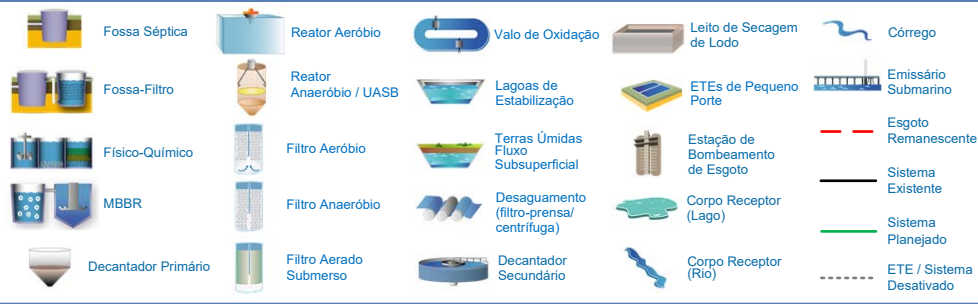 Fossa Séptica
Fossa-Filtro
Físico-Químico
MBBR
Decantador Primário
Reator Aeróbio
Reator
Anaeróbio / UASB
Filtro Aeróbio
Filtro Anaeróbio
Filtro Aerado
Submerso
Valo de Oxidação
Lagoas de
Estabilização
Terras Úmidas
Fluxo
Subsuperficial
Desaguamento
(filtro-prensa/
centrífuga)
Decantador
Secundário
Leito de Secagem
de Lodo
ETEs de Pequeno
Porte
Estação de
Bombeamento
de Esgoto
Corpo Receptor
(Lago)
Corpo Receptor
(Rio)
Córrego
Emissário
Submarino
Esgoto
Remanescente
Sistema
Existente
Sistema
Planejado
ETE / Sistema
Desativado